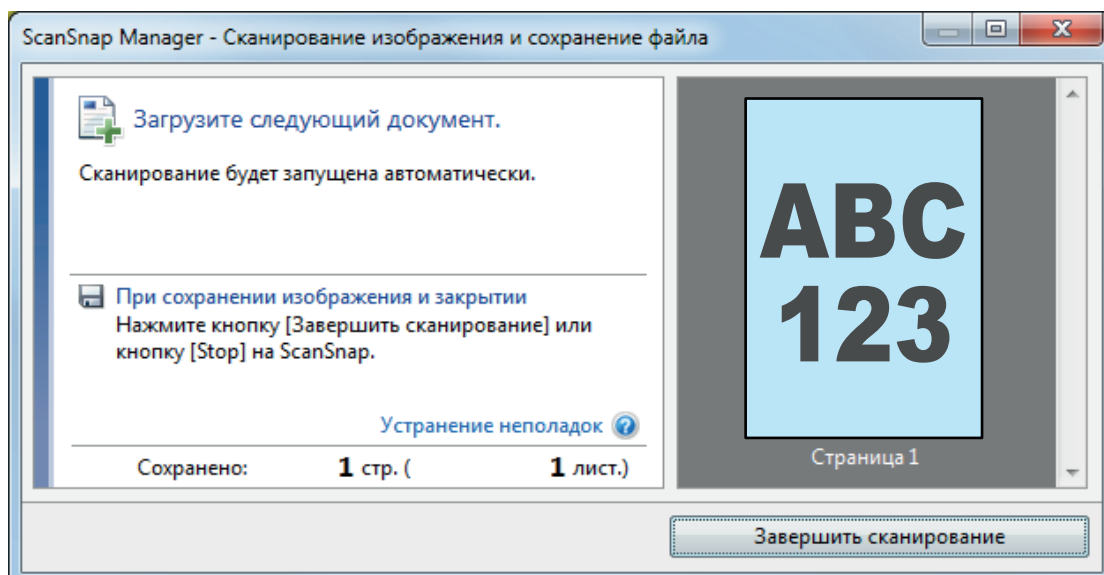 ScanSnap Manager - Сканирование изображения и сохранение файла
Загрузите следующий документ.
Сканирование будет запущена автоматически.
При сохранении изображения и закрытии
Нажмите кнопку [Завершить сканирование] или
кнопку [Stop] на ScanSnap.
Устранение неполадок
Сохранено: 1 стр. ( 1 лист.)
ABC
123
Страница 1
Завершить сканирование